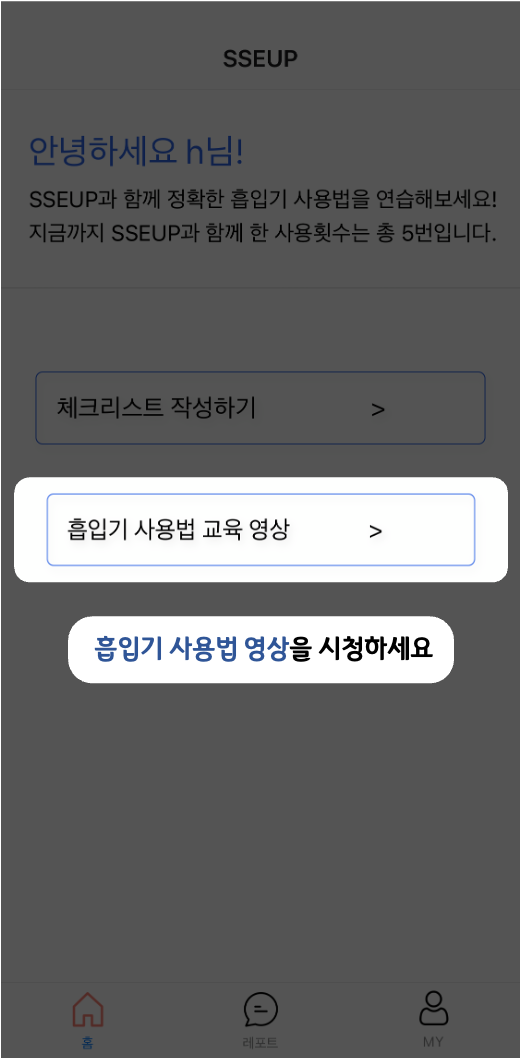 SSEUP
안녕하세요 h님!
SSEUP과 함께 정확한 흡입기 사용법을 연습해보세요!
지금까지 SSEUP과 함께 한 사용횟수는 총 5번입니다.
체크리스트 작성하기 >
흡입기 사용법 교육 영상 >
흡입기 사용법 영상을 시청하세요
홈 레포트 MY